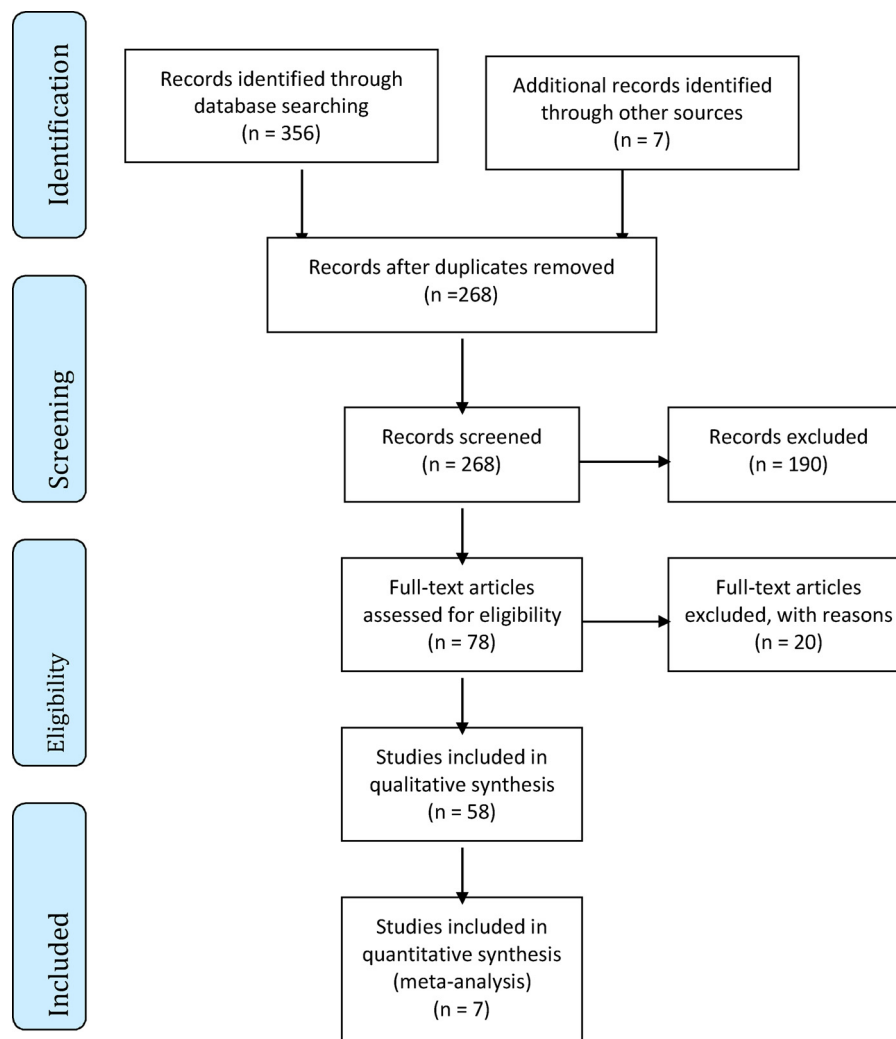 Identification
Records identified through
database searching
(n = 356)
Additional records identified
through other sources
(n = 7)
Records after duplicates removed
(n =268)
Screening
Records screened
(n = 268)
Records excluded
(n = 190)
Eligibility
Full-text articles
assessed for eligibility
(n = 78)
Full-text articles
excluded, with reasons
(n = 20)
Studies included in
qualitative synthesis
(n = 58)
Included
Studies included in
quantitative synthesis
(meta-analysis)
(n = 7)